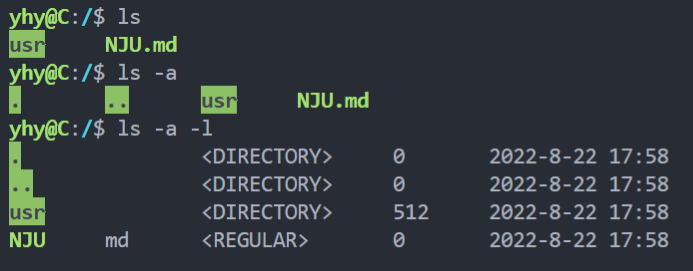 yhy@C:/$ ls
usr NJU.md
yhy@C:/$ ls -a
. .. usr NJU.md
yhy@C:/$ ls -a -l
. <DIRECTORY> 0 2022-8-22 17:58
.. <DIRECTORY> 0 2022-8-22 17:58
usr <DIRECTORY> 512 2022-8-22 17:58
NJU md <REGULAR> 0 2022-8-22 17:58